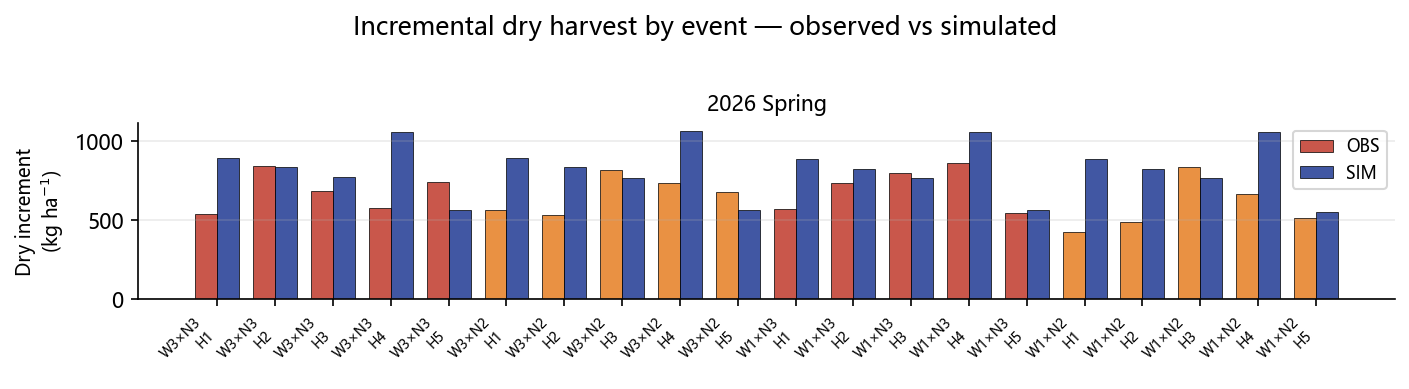 Incremental dry harvest by event — observed vs simulated
2026 Spring
Dry increment
(kg ha⁻¹)
1000
500
0
OBS
SIM
W3×N3
H1
W3×N3
H2
W3×N3
H3
W3×N3
H4
W3×N3
H5
W3×N2
H1
W3×N2
H2
W3×N2
H3
W3×N2
H4
W3×N2
H5
W1×N3
H1
W1×N3
H2
W1×N3
H3
W1×N3
H4
W1×N3
H5
W1×N2
H1
W1×N2
H2
W1×N2
H3
W1×N2
H4
W1×N2
H5